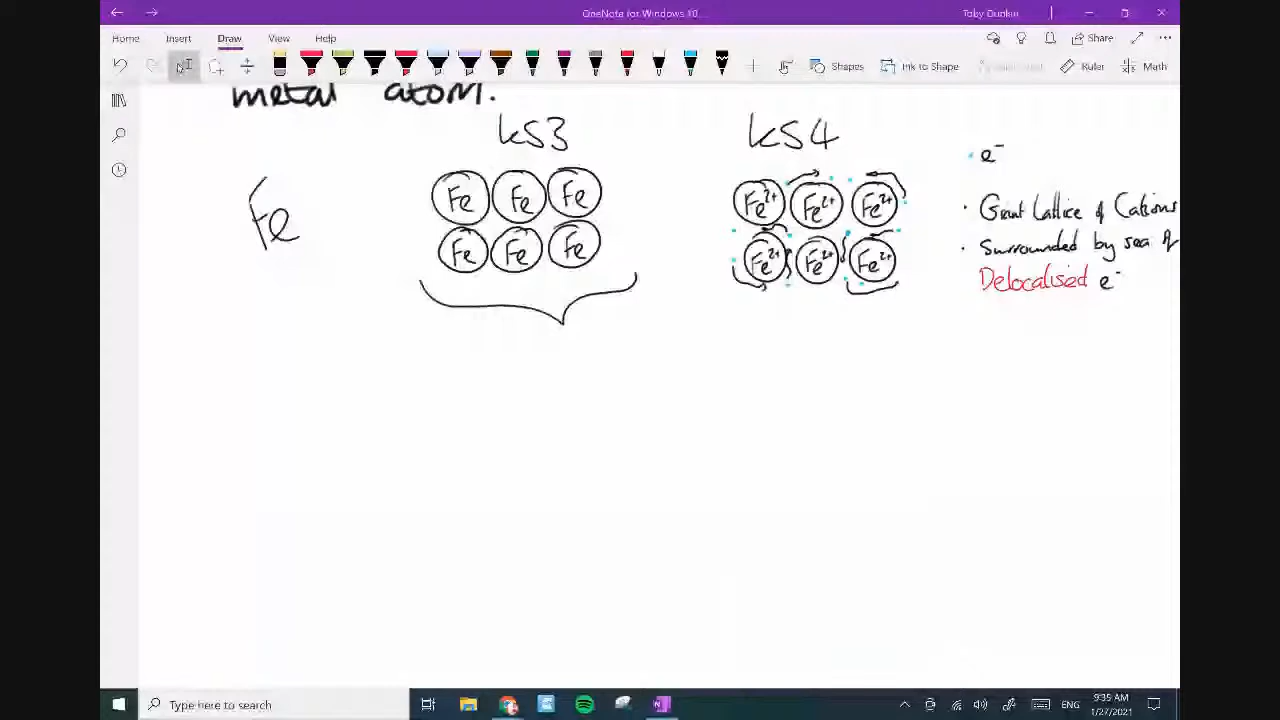 OneNote for Windows 10
Toby Dunkin
Home Insert Draw View Help
Share
Shapes Ink to Shape Ruler Math
metal atom.
KS3 KS4
Fe
Fe Fe Fe
Fe Fe Fe
Fe²⁺ Fe²⁺ Fe²⁺
Fe²⁺ Fe²⁺ Fe²⁺
e⁻
· Giant Lattice of Cations
· Surrounded by sea of
Delocalised e⁻
Type here to search
ENG
9:35 AM
1/27/2021